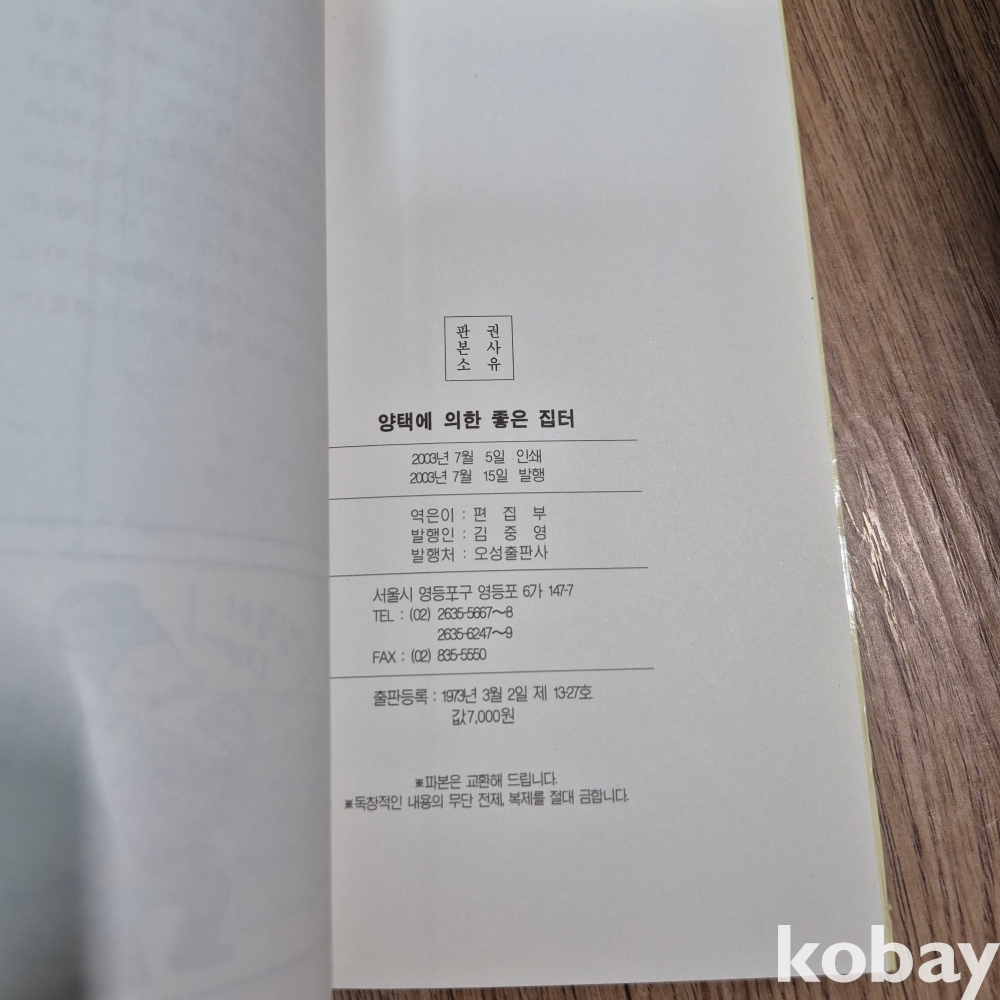 판 권
본 사
소 유
양택에 의한 좋은 집터
2003년 7월 5일 인쇄
2003년 7월 15일 발행
역은이 : 편 집 부
발행인 : 김 중 영
발행처 : 오성출판사
서울시 영등포구 영등포 6가 147-7
TEL : (02) 2635-5667~8
2635-6247~9
FAX : (02) 835-5550
출판등록 : 1973년 3월 2일 제 13-27호
값7,000원
※파본은 교환해 드립니다.
※독창적인 내용의 무단 전제, 복제를 절대 금합니다.
kobay